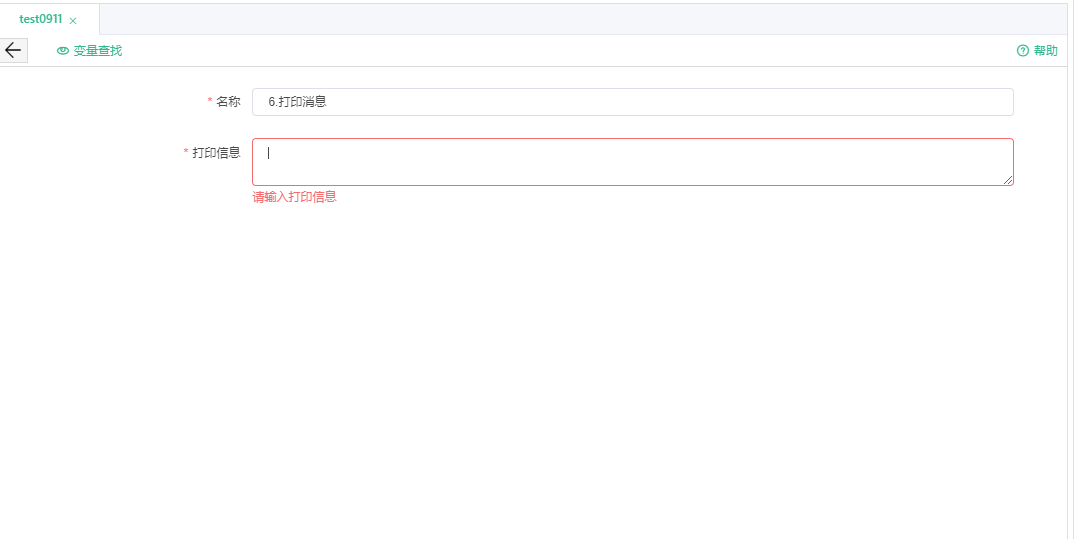 test0911
变量查找
帮助
* 名称
6.打印消息
* 打印信息
请输入打印信息